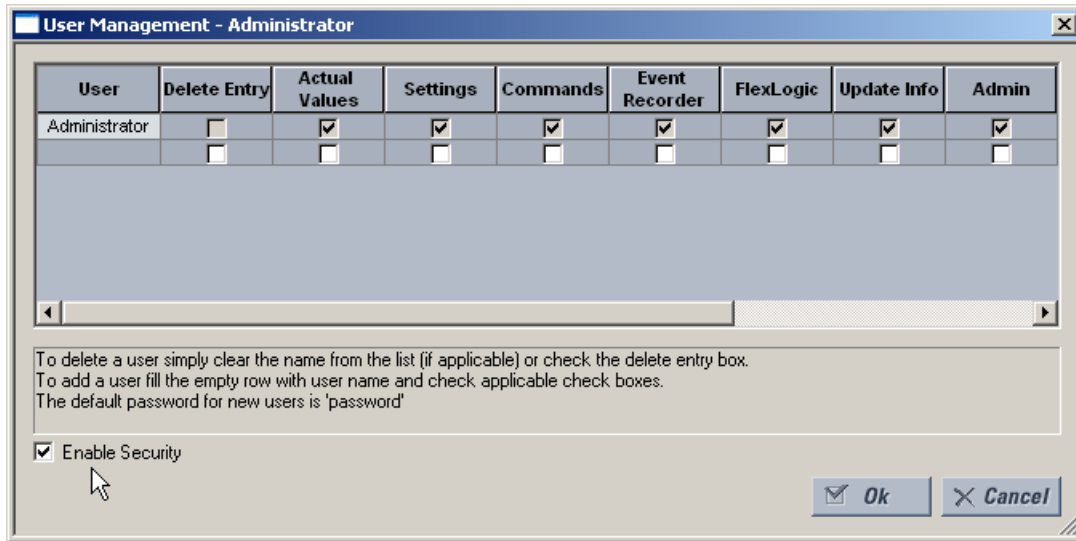 User Management - Administrator
User Delete Entry Actual Values Settings Commands Event Recorder FlexLogic Update Info Admin
Administrator
To delete a user simply clear the name from the list (if applicable) or check the delete entry box.
To add a user fill the empty row with user name and check applicable check boxes.
The default password for new users is 'password'
Enable Security
Ok Cancel